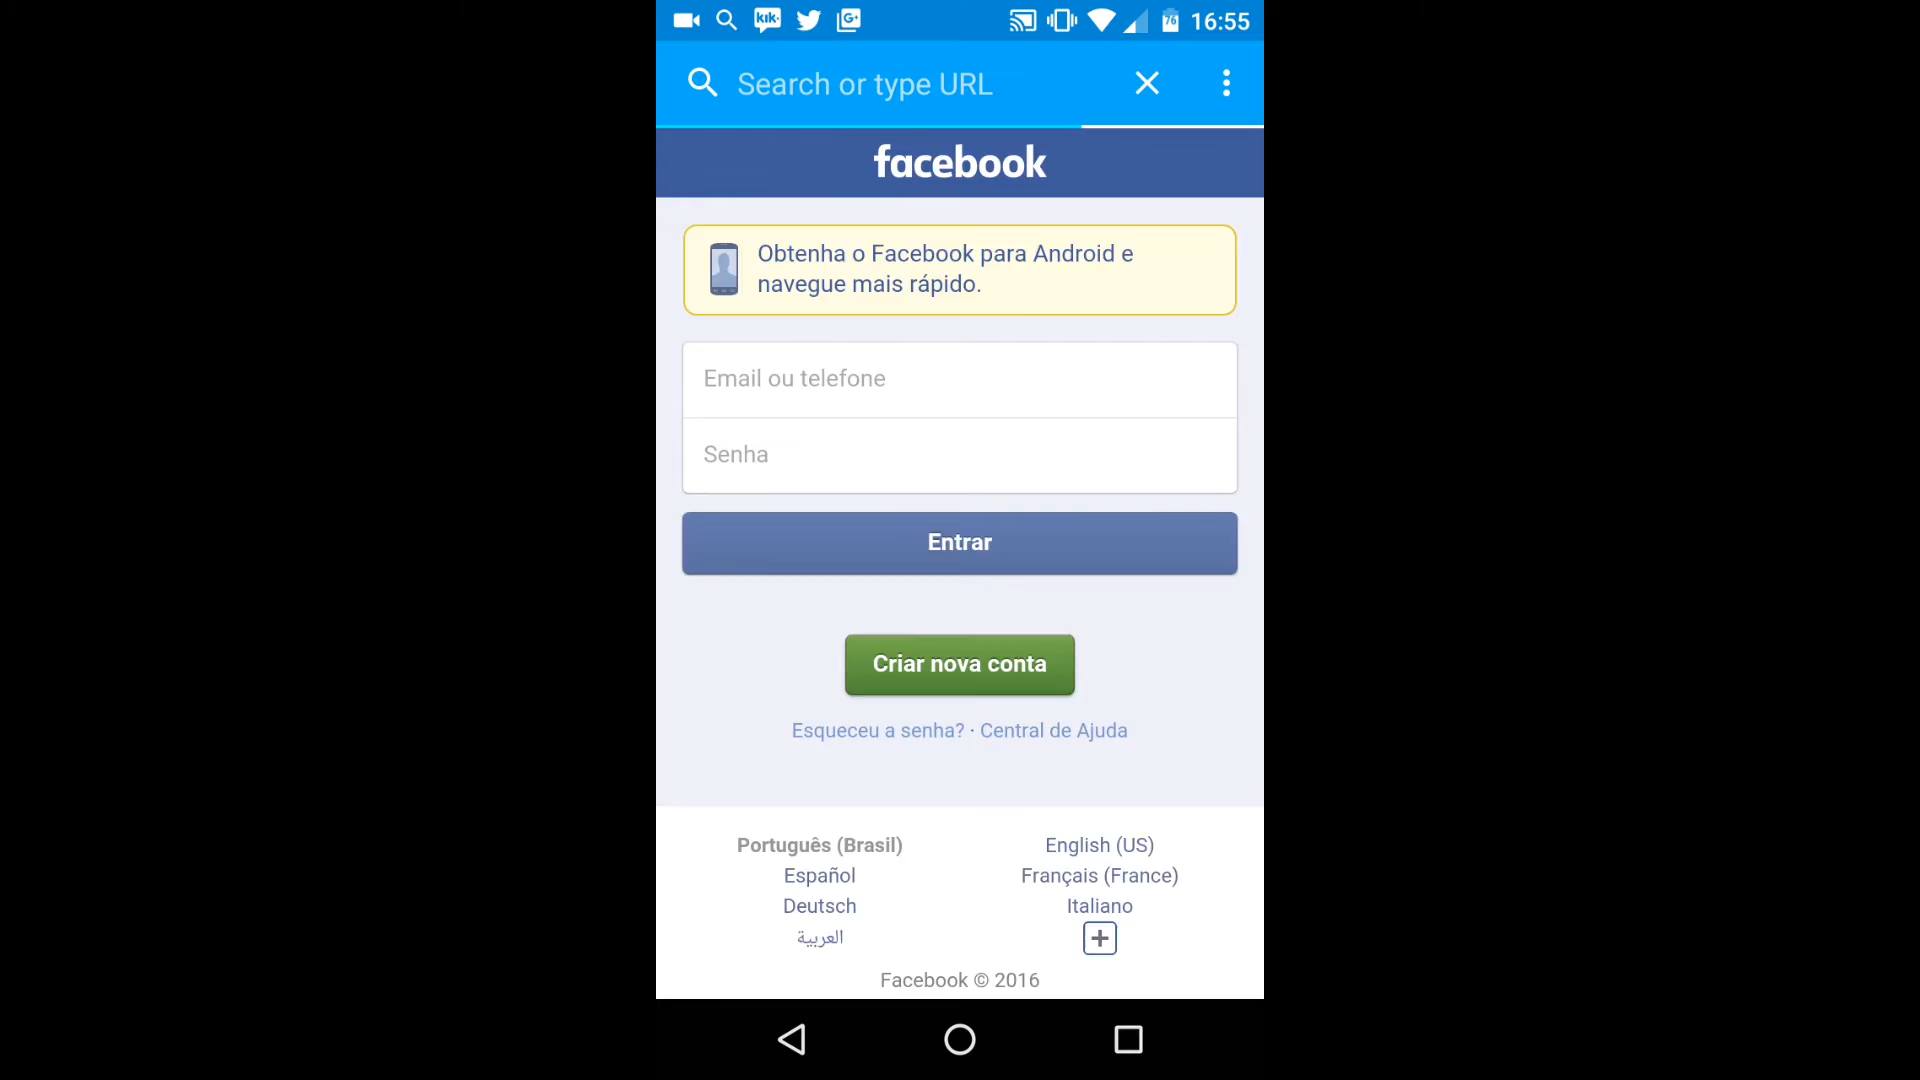 kik. G+ 76 16:55
Search or type URL
facebook
Obtenha o Facebook para Android e
navegue mais rápido.
Email ou telefone
Senha
Entrar
Criar nova conta
Esqueceu a senha? · Central de Ajuda
Português (Brasil) English (US)
Español Français (France)
Deutsch Italiano
العربية
Facebook © 2016